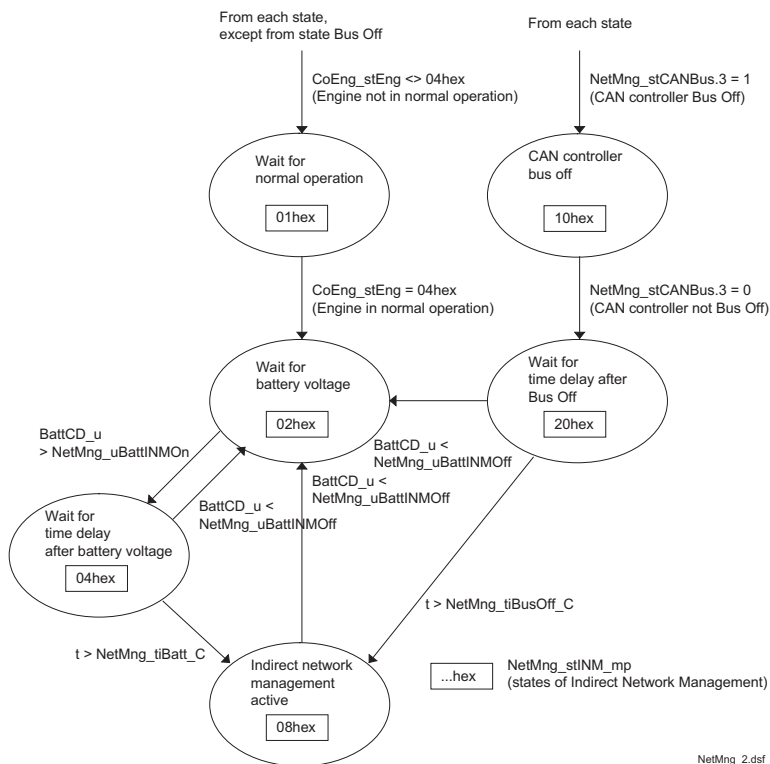 From each state,
except from state Bus Off
From each state
CoEng_stEng <> 04hex
(Engine not in normal operation)
NetMng_stCANBus.3 = 1
(CAN controller Bus Off)
Wait for
normal operation
01hex
CAN controller
bus off
10hex
CoEng_stEng = 04hex
(Engine in normal operation)
NetMng_stCANBus.3 = 0
(CAN controller not Bus Off)
Wait for
battery voltage
02hex
Wait for
time delay after
Bus Off
20hex
BattCD_u
> NetMng_uBattINMOn
BattCD_u <
NetMng_uBattINMOff
BattCD_u <
NetMng_uBattINMOff
BattCD_u <
NetMng_uBattINMOff
Wait for
time delay
after battery voltage
04hex
t > NetMng_tiBusOff_C
t > NetMng_tiBatt_C
Indirect network
management
active
08hex
...hex
NetMng_stINM_mp
(states of Indirect Network Management)
NetMng_2.dsf